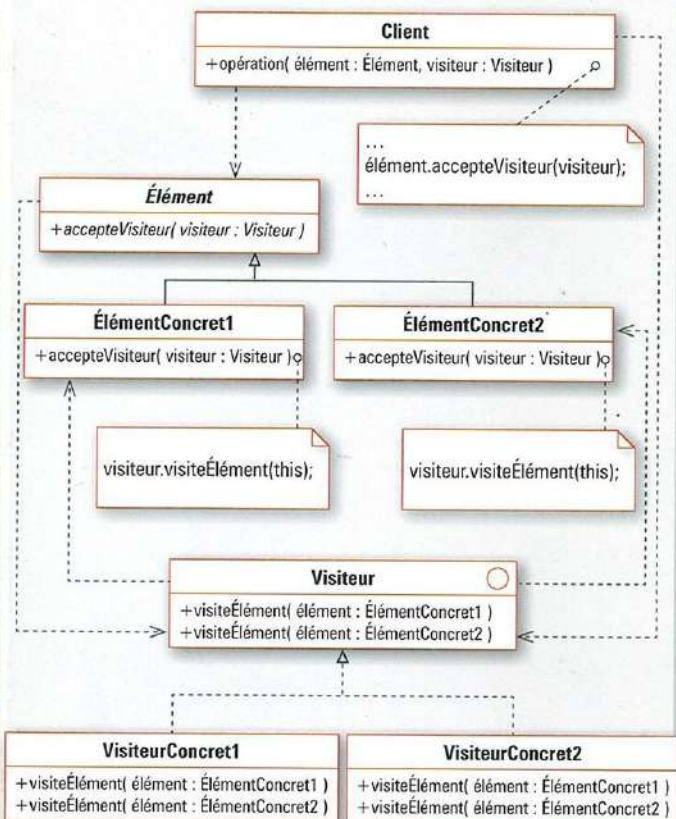 Client
+opération( élément : Élément, visiteur : Visiteur )
...
élément.accepteVisiteur(visiteur);
...
Élément
+accepteVisiteur( visiteur : Visiteur )
ÉlémentConcret1
+accepteVisiteur( visiteur : Visiteur )
ÉlémentConcret2
+accepteVisiteur( visiteur : Visiteur )
visiteur.visiteÉlément(this);
visiteur.visiteÉlément(this);
Visiteur
+visiteÉlément( élément : ÉlémentConcret1 )
+visiteÉlément( élément : ÉlémentConcret2 )
VisiteurConcret1
+visiteÉlément( élément : ÉlémentConcret1 )
+visiteÉlément( élément : ÉlémentConcret2 )
VisiteurConcret2
+visiteÉlément( élément : ÉlémentConcret1 )
+visiteÉlément( élément : ÉlémentConcret2 )